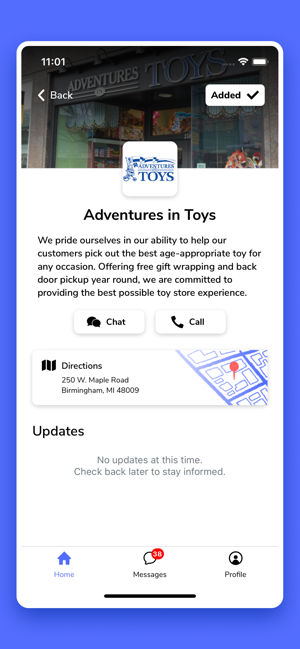 11:01
ADVENTURES
IN
TOYS
Back
Added
ADVENTURES
TOYS
Adventures in Toys
We pride ourselves in our ability to help our
customers pick out the best age-appropriate toy for
any occasion. Offering free gift wrapping and back
door pickup year round, we are committed to
providing the best possible toy store experience.
Chat
Call
Directions
250 W. Maple Road
Birmingham, MI 48009
Updates
No updates at this time.
Check back later to stay informed.
38
Home
Messages
Profile